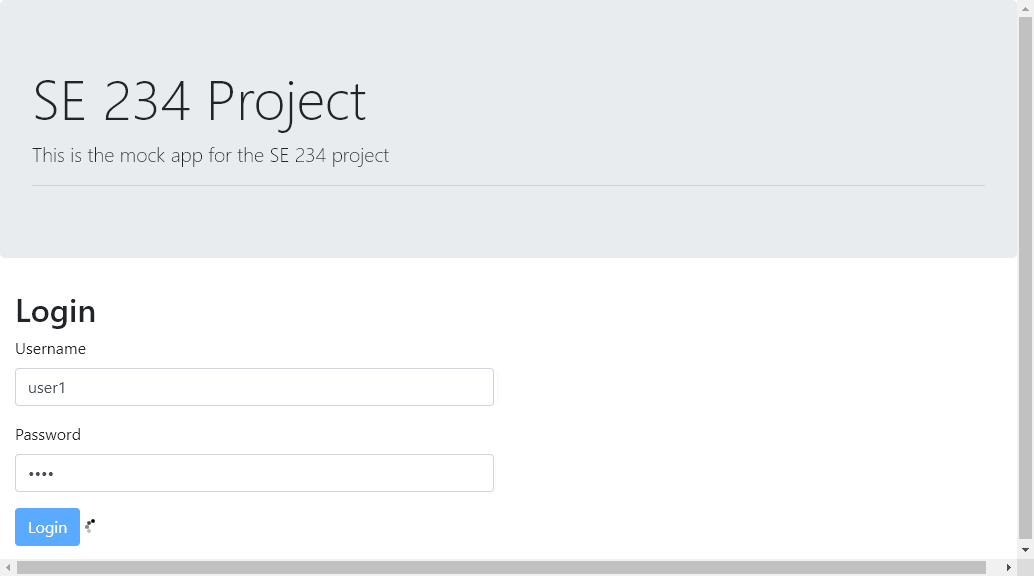 SE 234 Project
This is the mock app for the SE 234 project
Login
Username
user1
Password
••••
Login